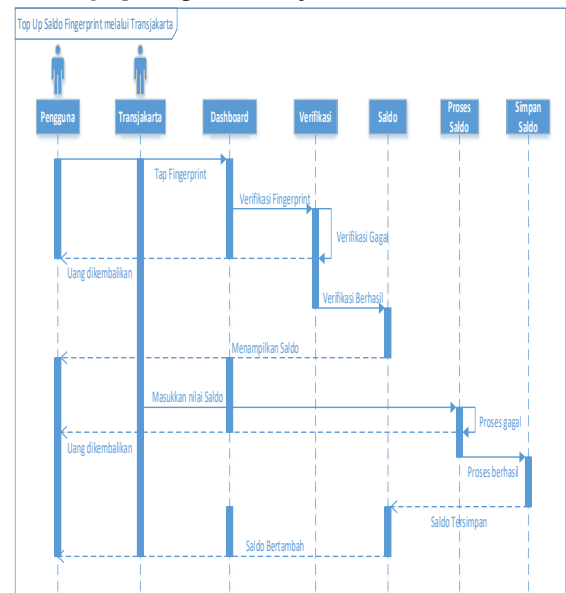 Top Up Saldo Fingerprint melalui Transjakarta
Pengguna
Transjakarta
Dashboard
Verifikasi
Saldo
Proses
Saldo
Simpan
Saldo
Tap Fingerprint
Verifikasi Fingerprint
Verifikasi Gagal
Uang dikembalikan
Verifikasi Berhasil
Menampilkan Saldo
Masukkan nilai Saldo
Proses gagal
Uang dikembalikan
Proses berhasil
Saldo Tersimpan
Saldo Bertambah